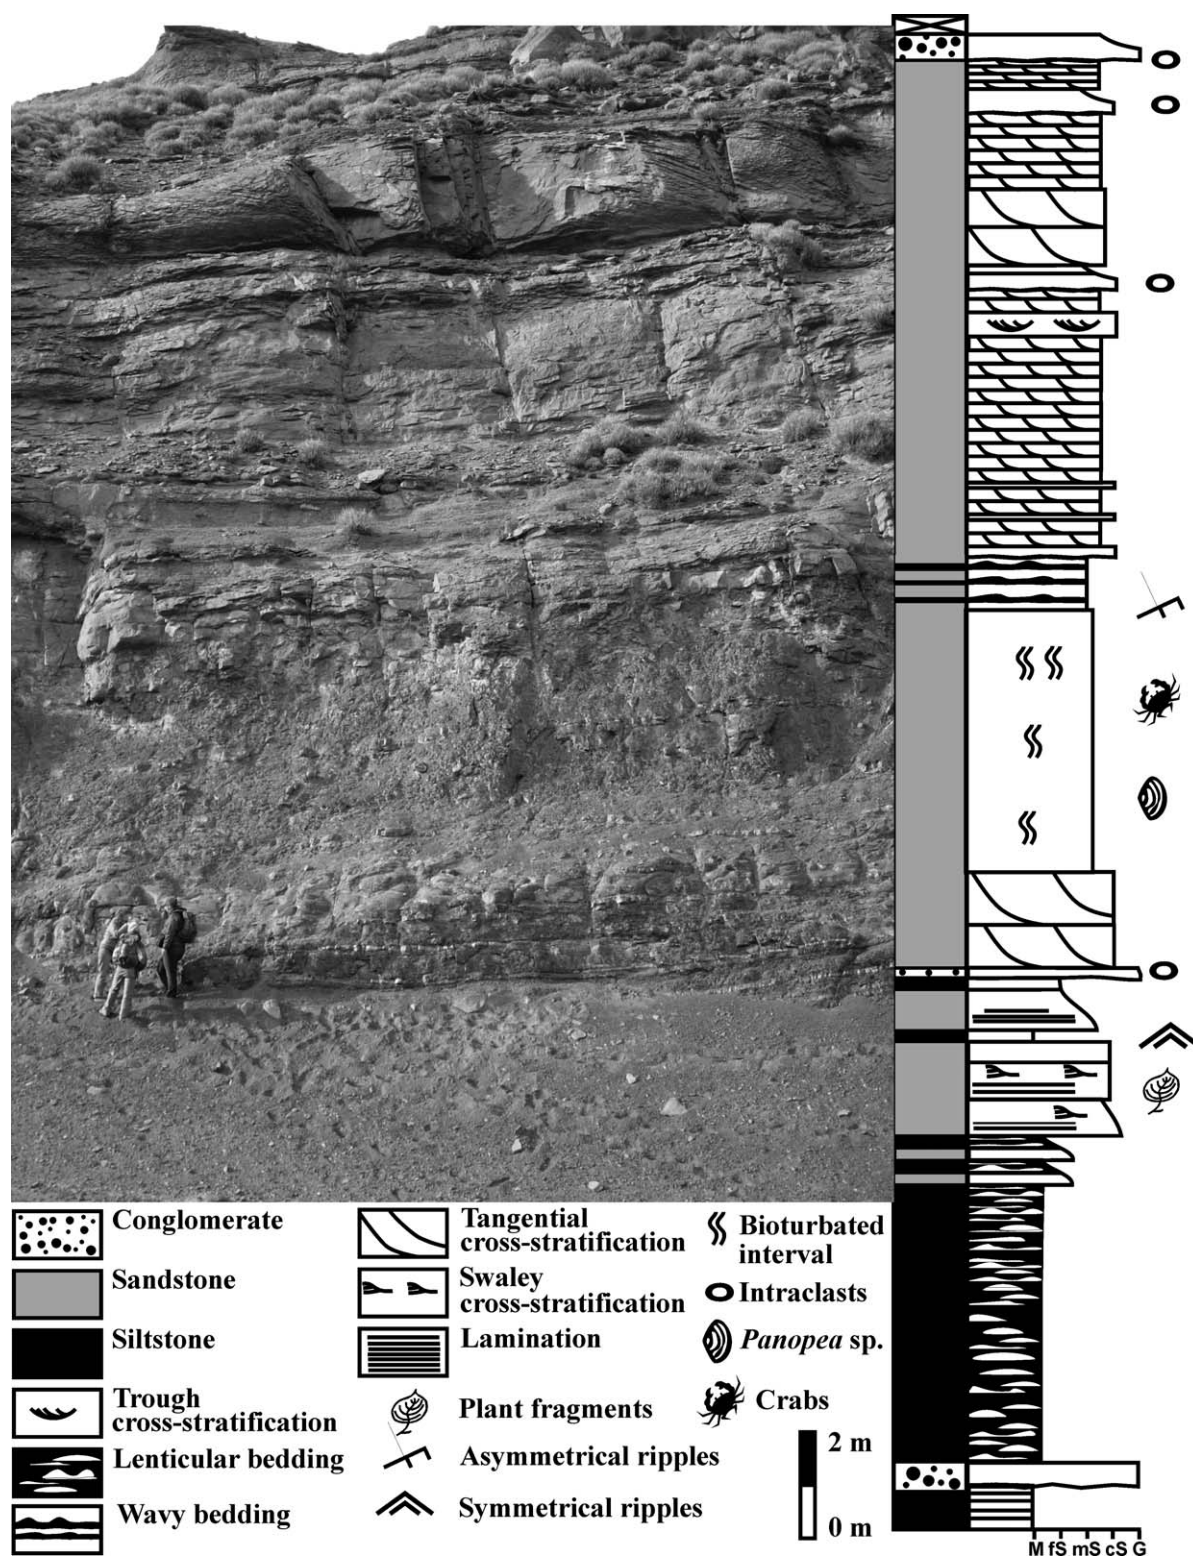 Conglomerate
Sandstone
Siltstone
Trough
cross-stratification
Lenticular bedding
Wavy bedding
Tangential
cross-stratification
Swaley
cross-stratification
Lamination
Plant fragments
Asymmetrical ripples
Symmetrical ripples
Bioturbated
interval
Intraclasts
Panopea sp.
Crabs
2 m
0 m
M fS mS cS G